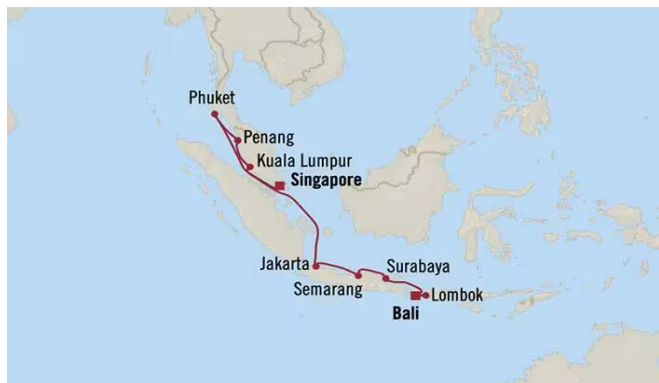 Phuket
Penang
Kuala Lumpur
Singapore
Jakarta
Semarang
Surabaya
Lombok
Bali